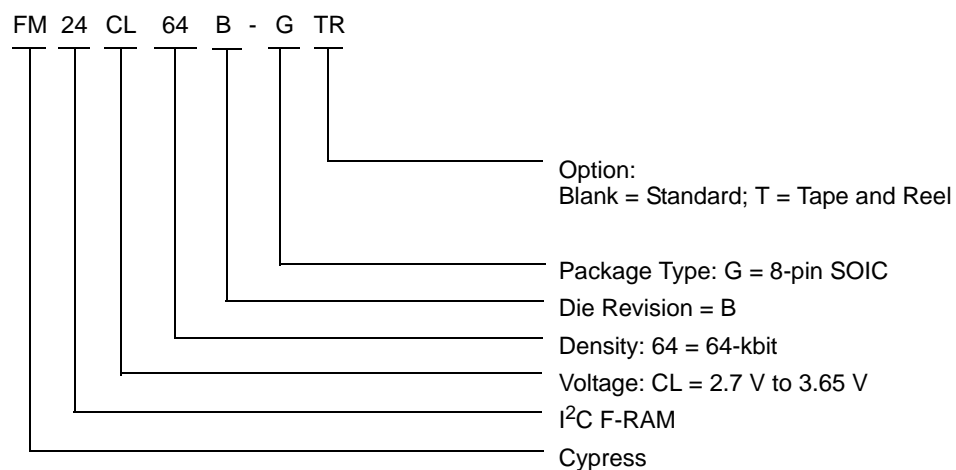 FM 24 CL 64 B - G TR
Option:
Blank = Standard; T = Tape and Reel
Package Type: G = 8-pin SOIC
Die Revision = B
Density: 64 = 64-kbit
Voltage: CL = 2.7 V to 3.65 V
I²C F-RAM
Cypress